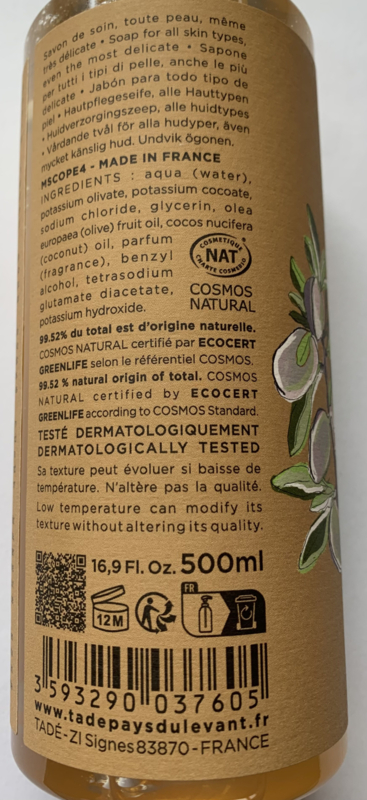 Savon de soin, toute peau, même
très délicate • Soap for all skin types,
even the most delicate • Sapone
per tutti i tipi di pelle, anche le più
delicate • Jabón para todo tipo de
piel • Hautpflegeseife, alle Hauttypen
• Huidverzorgingszeep, alle huidtypes
• Vårdande tvål för alla hudyper, även
mycket känslig hud. Undvik ögonen.
MSCOPE4 - MADE IN FRANCE
INGREDIENTS : aqua (water),
potassium olivate, potassium cocoate,
sodium chloride, glycerin, olea
europaea (olive) fruit oil, cocos nucifera
(coconut) oil, parfum
(fragrance), benzyl
alcohol, tetrasodium
glutamate diacetate,
potassium hydroxide.
COSMETIQUE
NAT
CHARTE COSMEBIO
COSMOS
NATURAL
99.52% du total est d'origine naturelle.
COSMOS NATURAL certifié par ECOCERT
GREENLIFE selon le référentiel COSMOS.
99.52 % natural origin of total. COSMOS
NATURAL certified by ECOCERT
GREENLIFE according to COSMOS Standard.
TESTÉ DERMATOLOGIQUEMENT
DERMATOLOGICALLY TESTED
Sa texture peut évoluer si baisse de
température. N'altère pas la qualité.
Low temperature can modify its
texture without altering its quality.
16,9 Fl. Oz. 500ml
12M
FR
3 593290 037605
www.tadepaysdulevant.fr
TADÉ-ZI Signes 83870-FRANCE